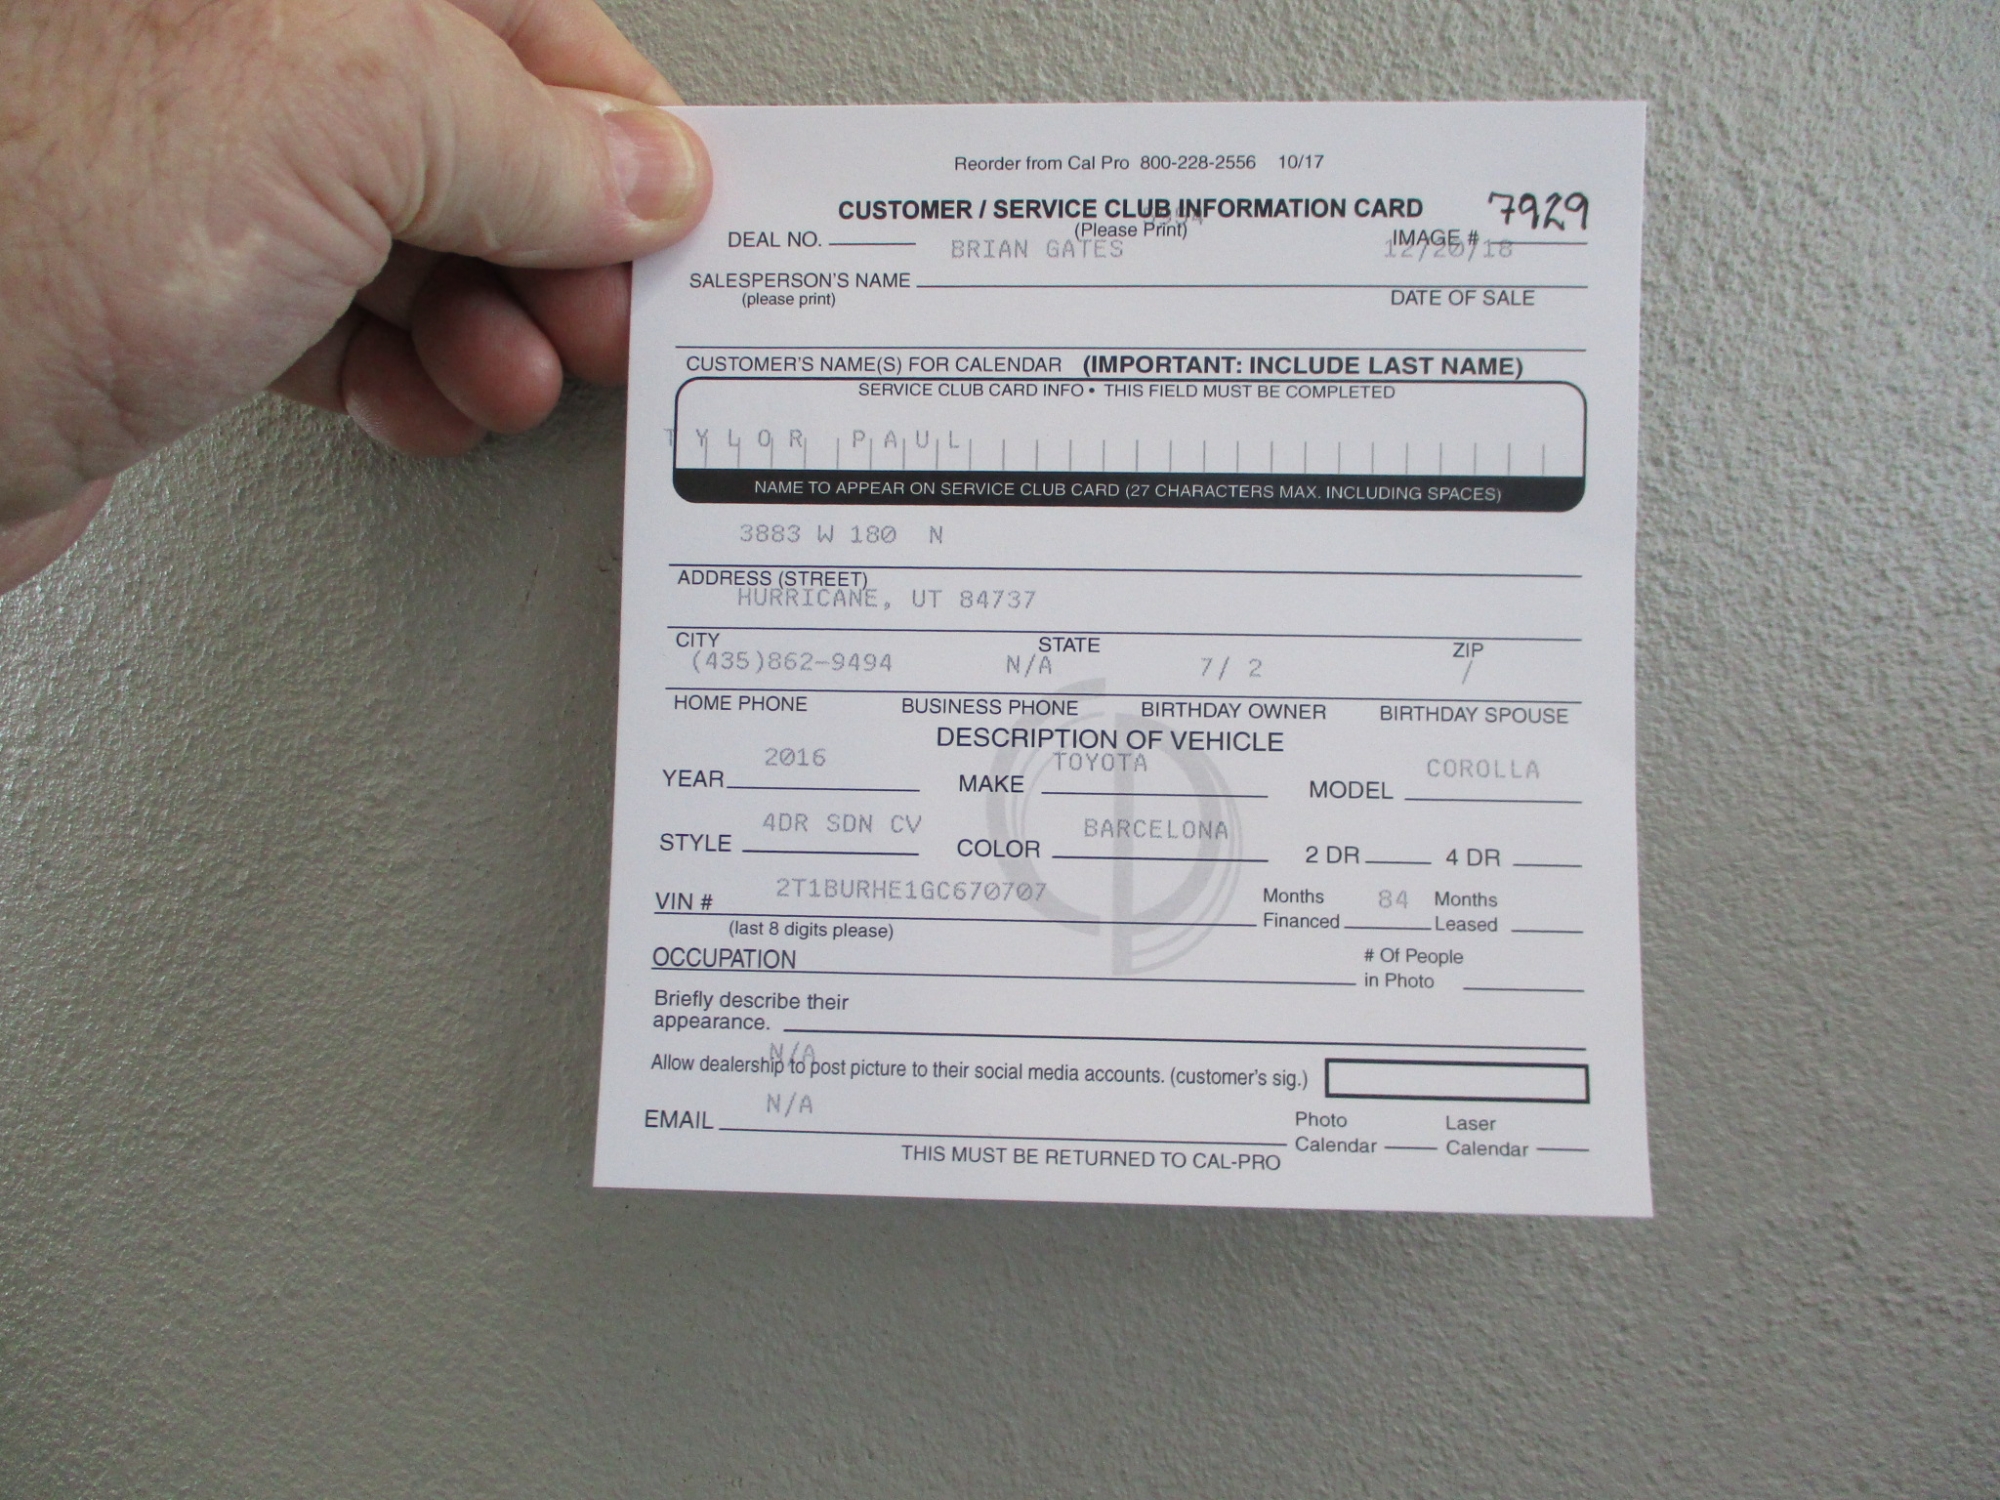 Reorder from Cal Pro 800-228-2556 10/17
CUSTOMER / SERVICE CLUB INFORMATION CARD 7929
(Please Print)
DEAL NO. IMAGE #
BRIAN GATES 12/20/18
SALESPERSON'S NAME
(please print) DATE OF SALE
CUSTOMER'S NAME(S) FOR CALENDAR (IMPORTANT: INCLUDE LAST NAME)
SERVICE CLUB CARD INFO • THIS FIELD MUST BE COMPLETED
TYLOR PAUL
NAME TO APPEAR ON SERVICE CLUB CARD (27 CHARACTERS MAX. INCLUDING SPACES)
3883 W 180 N
ADDRESS (STREET)
HURRICANE, UT 84737
CITY STATE ZIP
(435)862-9494 N/A 7/ 2 /
HOME PHONE BUSINESS PHONE BIRTHDAY OWNER BIRTHDAY SPOUSE
DESCRIPTION OF VEHICLE
YEAR 2016 MAKE TOYOTA MODEL COROLLA
STYLE 4DR SDN CV COLOR BARCELONA 2 DR 4 DR
VIN # 2T1BURHE1GC670707 Months Financed 84 Months Leased
(last 8 digits please)
OCCUPATION # Of People in Photo
Briefly describe their
appearance.
N/A
Allow dealership to post picture to their social media accounts. (customer's sig.)
EMAIL N/A Photo Calendar Laser Calendar
THIS MUST BE RETURNED TO CAL-PRO